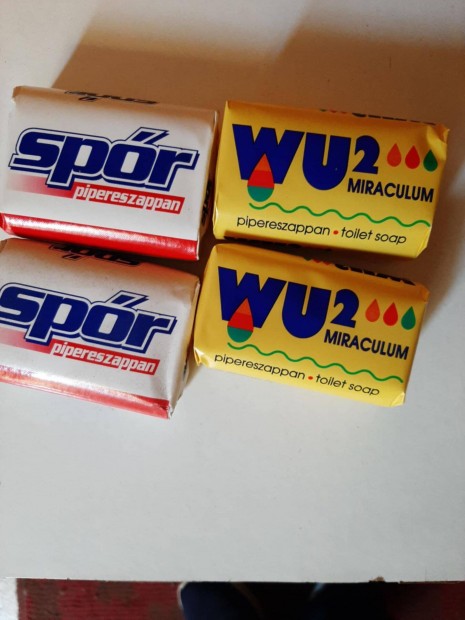 spór
pipereszappan
WU2
MIRACULUM
pipereszappan • toilet soap
spór
pipereszappan
WU2
MIRACULUM
pipereszappan • toilet soap